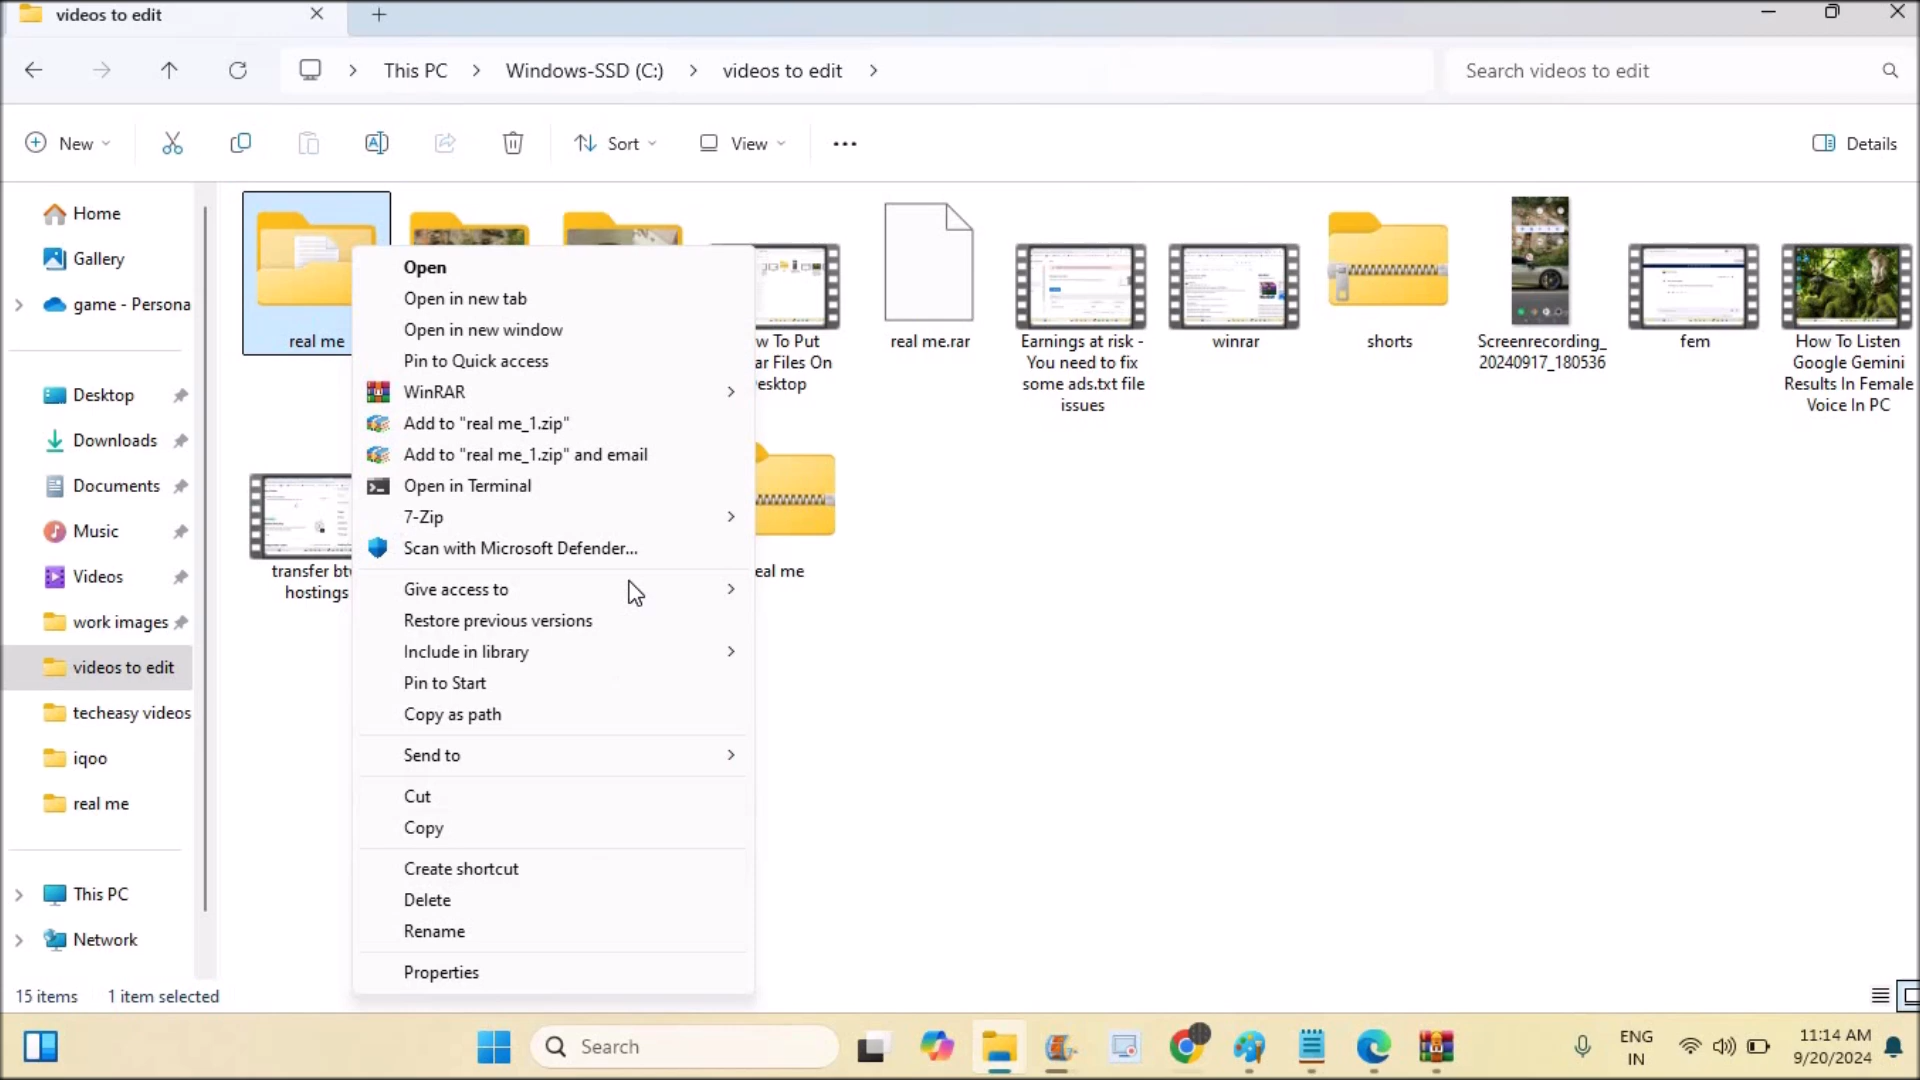 videos to edit
This PC
Windows-SSD (C:)
videos to edit
Search videos to edit
New
Sort
View
Details
Home
Gallery
game - Persona
Desktop
Downloads
Documents
Music
Videos
work images
videos to edit
techeasy videos
iqoo
real me
This PC
Network
real me
w To Put
ar Files On
esktop
real me.rar
Earnings at risk -
You need to fix
some ads.txt file
issues
winrar
shorts
Screenrecording_
20240917_180536
fem
How To Listen
Google Gemini
Results In Female
Voice In PC
transfer btw
hostings
eal me
Open
Open in new tab
Open in new window
Pin to Quick access
WinRAR
Add to "real me_1.zip"
Add to "real me_1.zip" and email
Open in Terminal
7-Zip
Scan with Microsoft Defender...
Give access to
Restore previous versions
Include in library
Pin to Start
Copy as path
Send to
Cut
Copy
Create shortcut
Delete
Rename
Properties
15 items
1 item selected
Search
ENG
IN
11:14 AM
9/20/2024